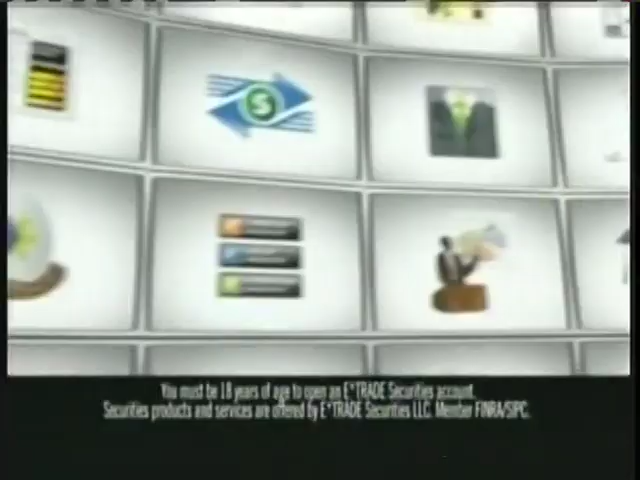 You must be 18 years of age to open an E*TRADE Securities account.
Securities products and services are offered by E*TRADE Securities LLC. Member FINRA/SIPC.